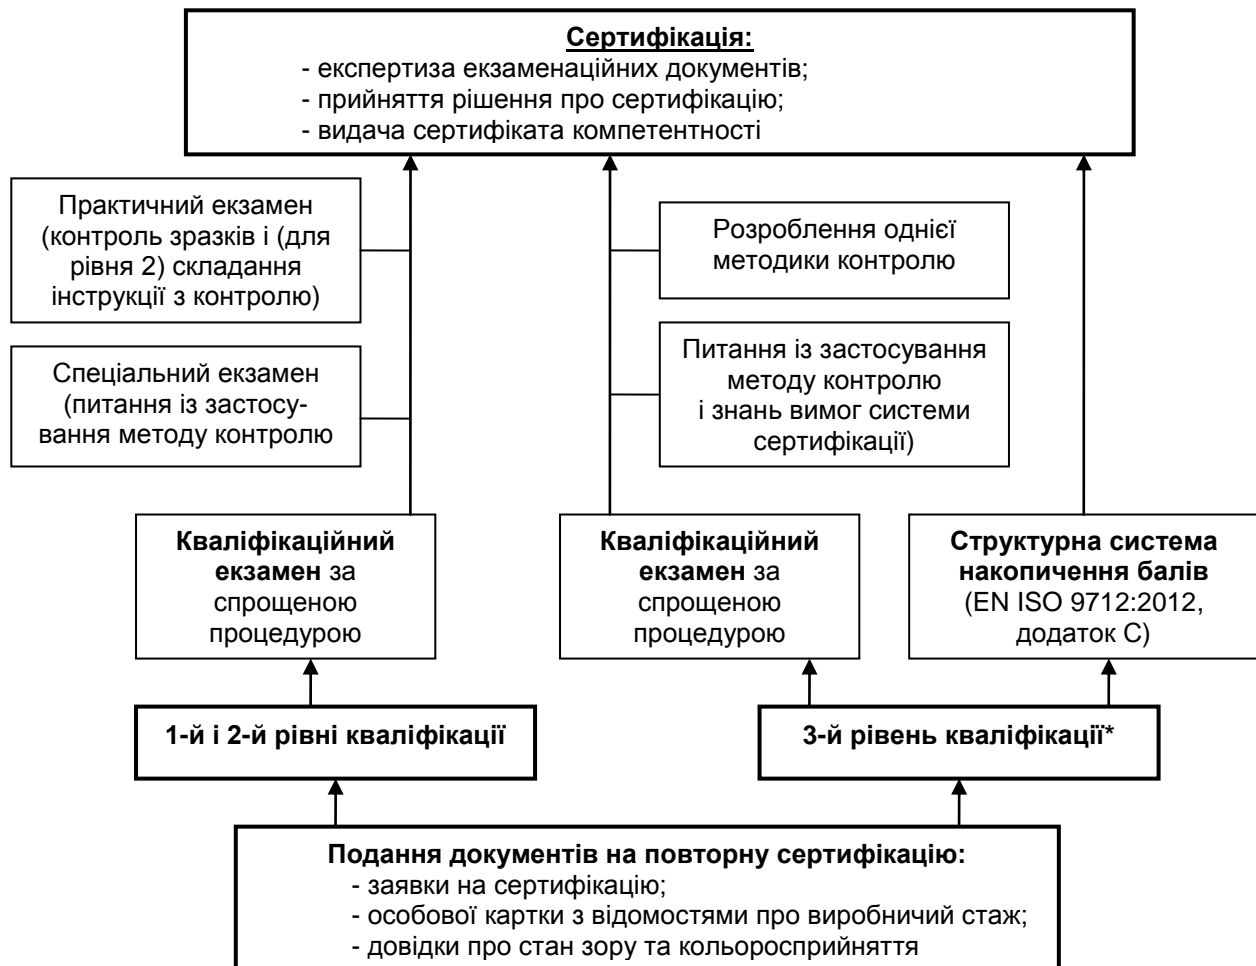 Сертифікація:
- експертиза екзаменаційних документів;
- прийняття рішення про сертифікацію;
- видача сертифіката компетентності
Практичний екзамен
(контроль зразків і (для
рівня 2) складання
інструкції з контролю)
Розроблення однієї
методики контролю
Спеціальний екзамен
(питання із застосу-
вання методу контролю
Питання із застосування
методу контролю
і знань вимог системи
сертифікації)
Кваліфікаційний
екзамен за
спрощеною
процедурою
Кваліфікаційний
екзамен за
спрощеною
процедурою
Структурна система
накопичення балів
(EN ISO 9712:2012,
додаток С)
1-й і 2-й рівні кваліфікації
3-й рівень кваліфікації*
Подання документів на повторну сертифікацію:
- заявки на сертифікацію;
- особової картки з відомостями про виробничий стаж;
- довідки про стан зору та кольоросприйняття